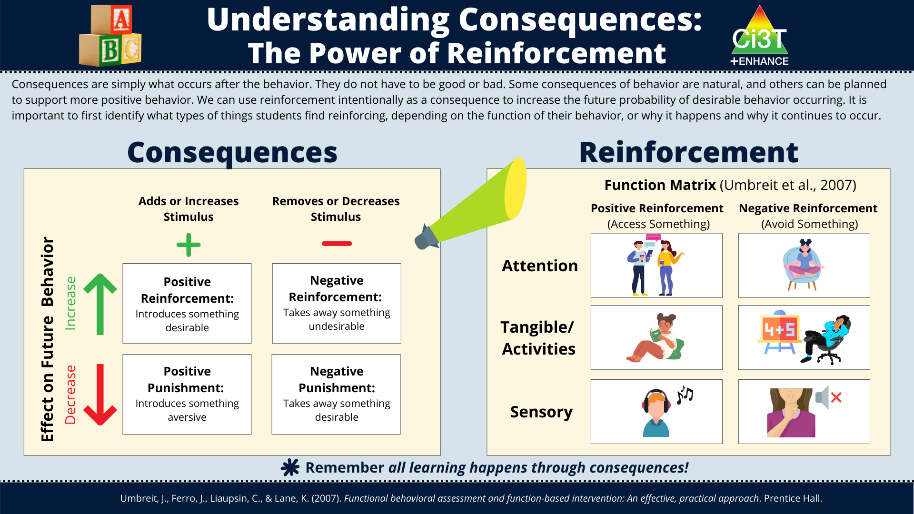 A
B C
Understanding Consequences:
The Power of Reinforcement
Ci3T
+ENHANCE
Consequences are simply what occurs after the behavior. They do not have to be good or bad. Some consequences of behavior are natural, and others can be planned
to support more positive behavior. We can use reinforcement intentionally as a consequence to increase the future probability of desirable behavior occurring. It is
important to first identify what types of things students find reinforcing, depending on the function of their behavior, or why it happens and why it continues to occur.
Consequences
Adds or Increases
Stimulus
Removes or Decreases
Stimulus
Effect on Future Behavior
Increase
Positive
Reinforcement:
Introduces something
desirable
Negative
Reinforcement:
Takes away something
undesirable
Decrease
Positive
Punishment:
Introduces something
aversive
Negative
Punishment:
Takes away something
desirable
Reinforcement
Function Matrix (Umbreit et al., 2007)
Positive Reinforcement
(Access Something)
Negative Reinforcement
(Avoid Something)
Attention
Tangible/
Activities
4+5
Sensory
Remember all learning happens through consequences!
Umbreit, J., Ferro, J., Liaupsin, C., & Lane, K. (2007). Functional behavioral assessment and function-based intervention: An effective, practical approach. Prentice Hall.